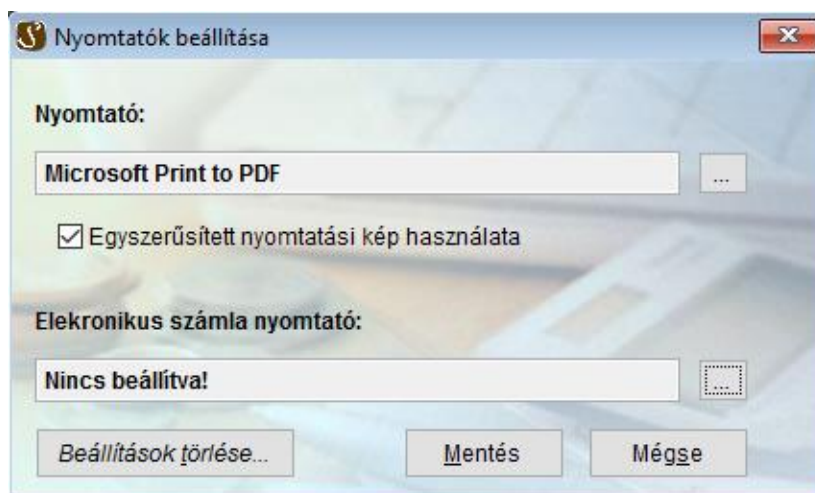 Nyomtatók beállítása
Nyomtató:
Microsoft Print to PDF
...
Egyszerűsített nyomtatási kép használata
Elekronikus számla nyomtató:
Nincs beállítva!
...
Beállítások törlése...
Mentés
Mégse